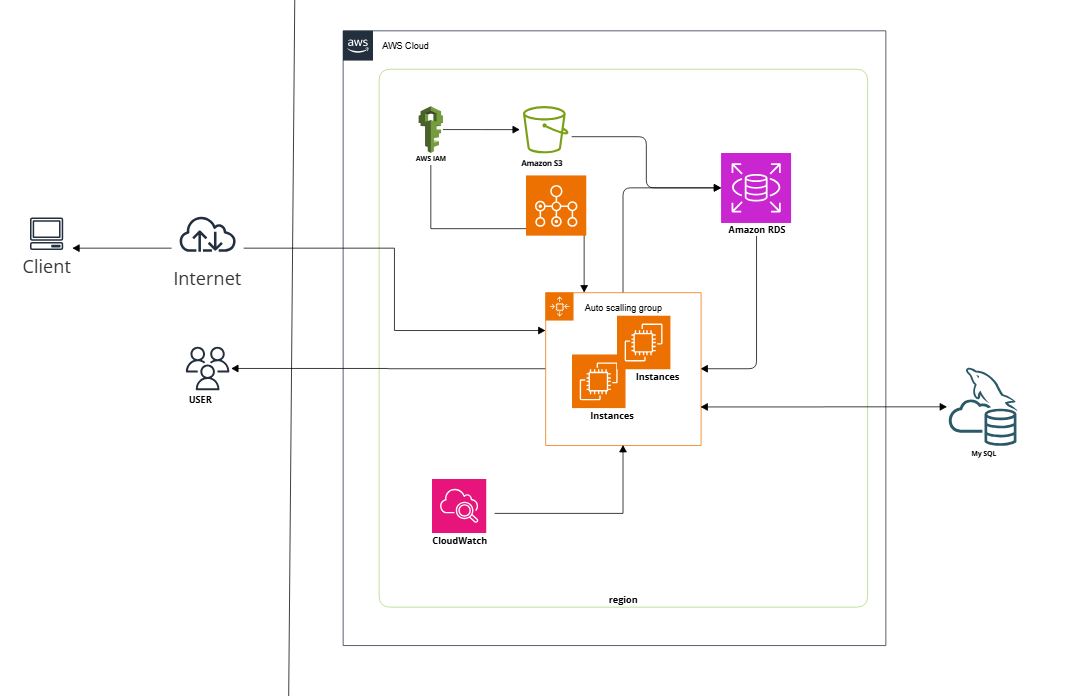 aws
AWS Cloud
AWS IAM
Amazon S3
Amazon RDS
Client
Internet
Auto scalling group
Instances
Instances
USER
My SQL
CloudWatch
region